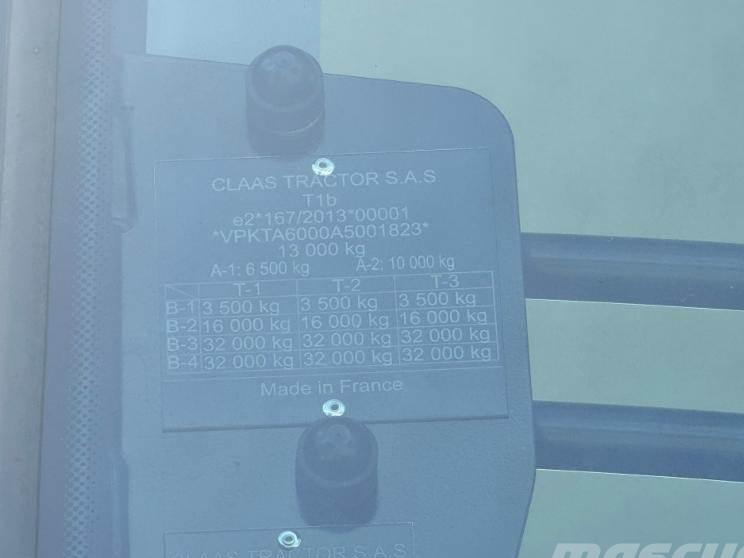 CLAAS TRACTOR S.A.S
T1b
e2*167/2013*00001
*VPKTA6000A5001823*
13 000 kg
A-1: 6 500 kg A-2: 10 000 kg
T-1 T-2 T-3
B-1 3 500 kg 3 500 kg 3 500 kg
B-2 16 000 kg 16 000 kg 16 000 kg
B-3 32 000 kg 32 000 kg 32 000 kg
B-4 32 000 kg 32 000 kg 32 000 kg
Made in France
CLAAS TRACTOR S.A.S